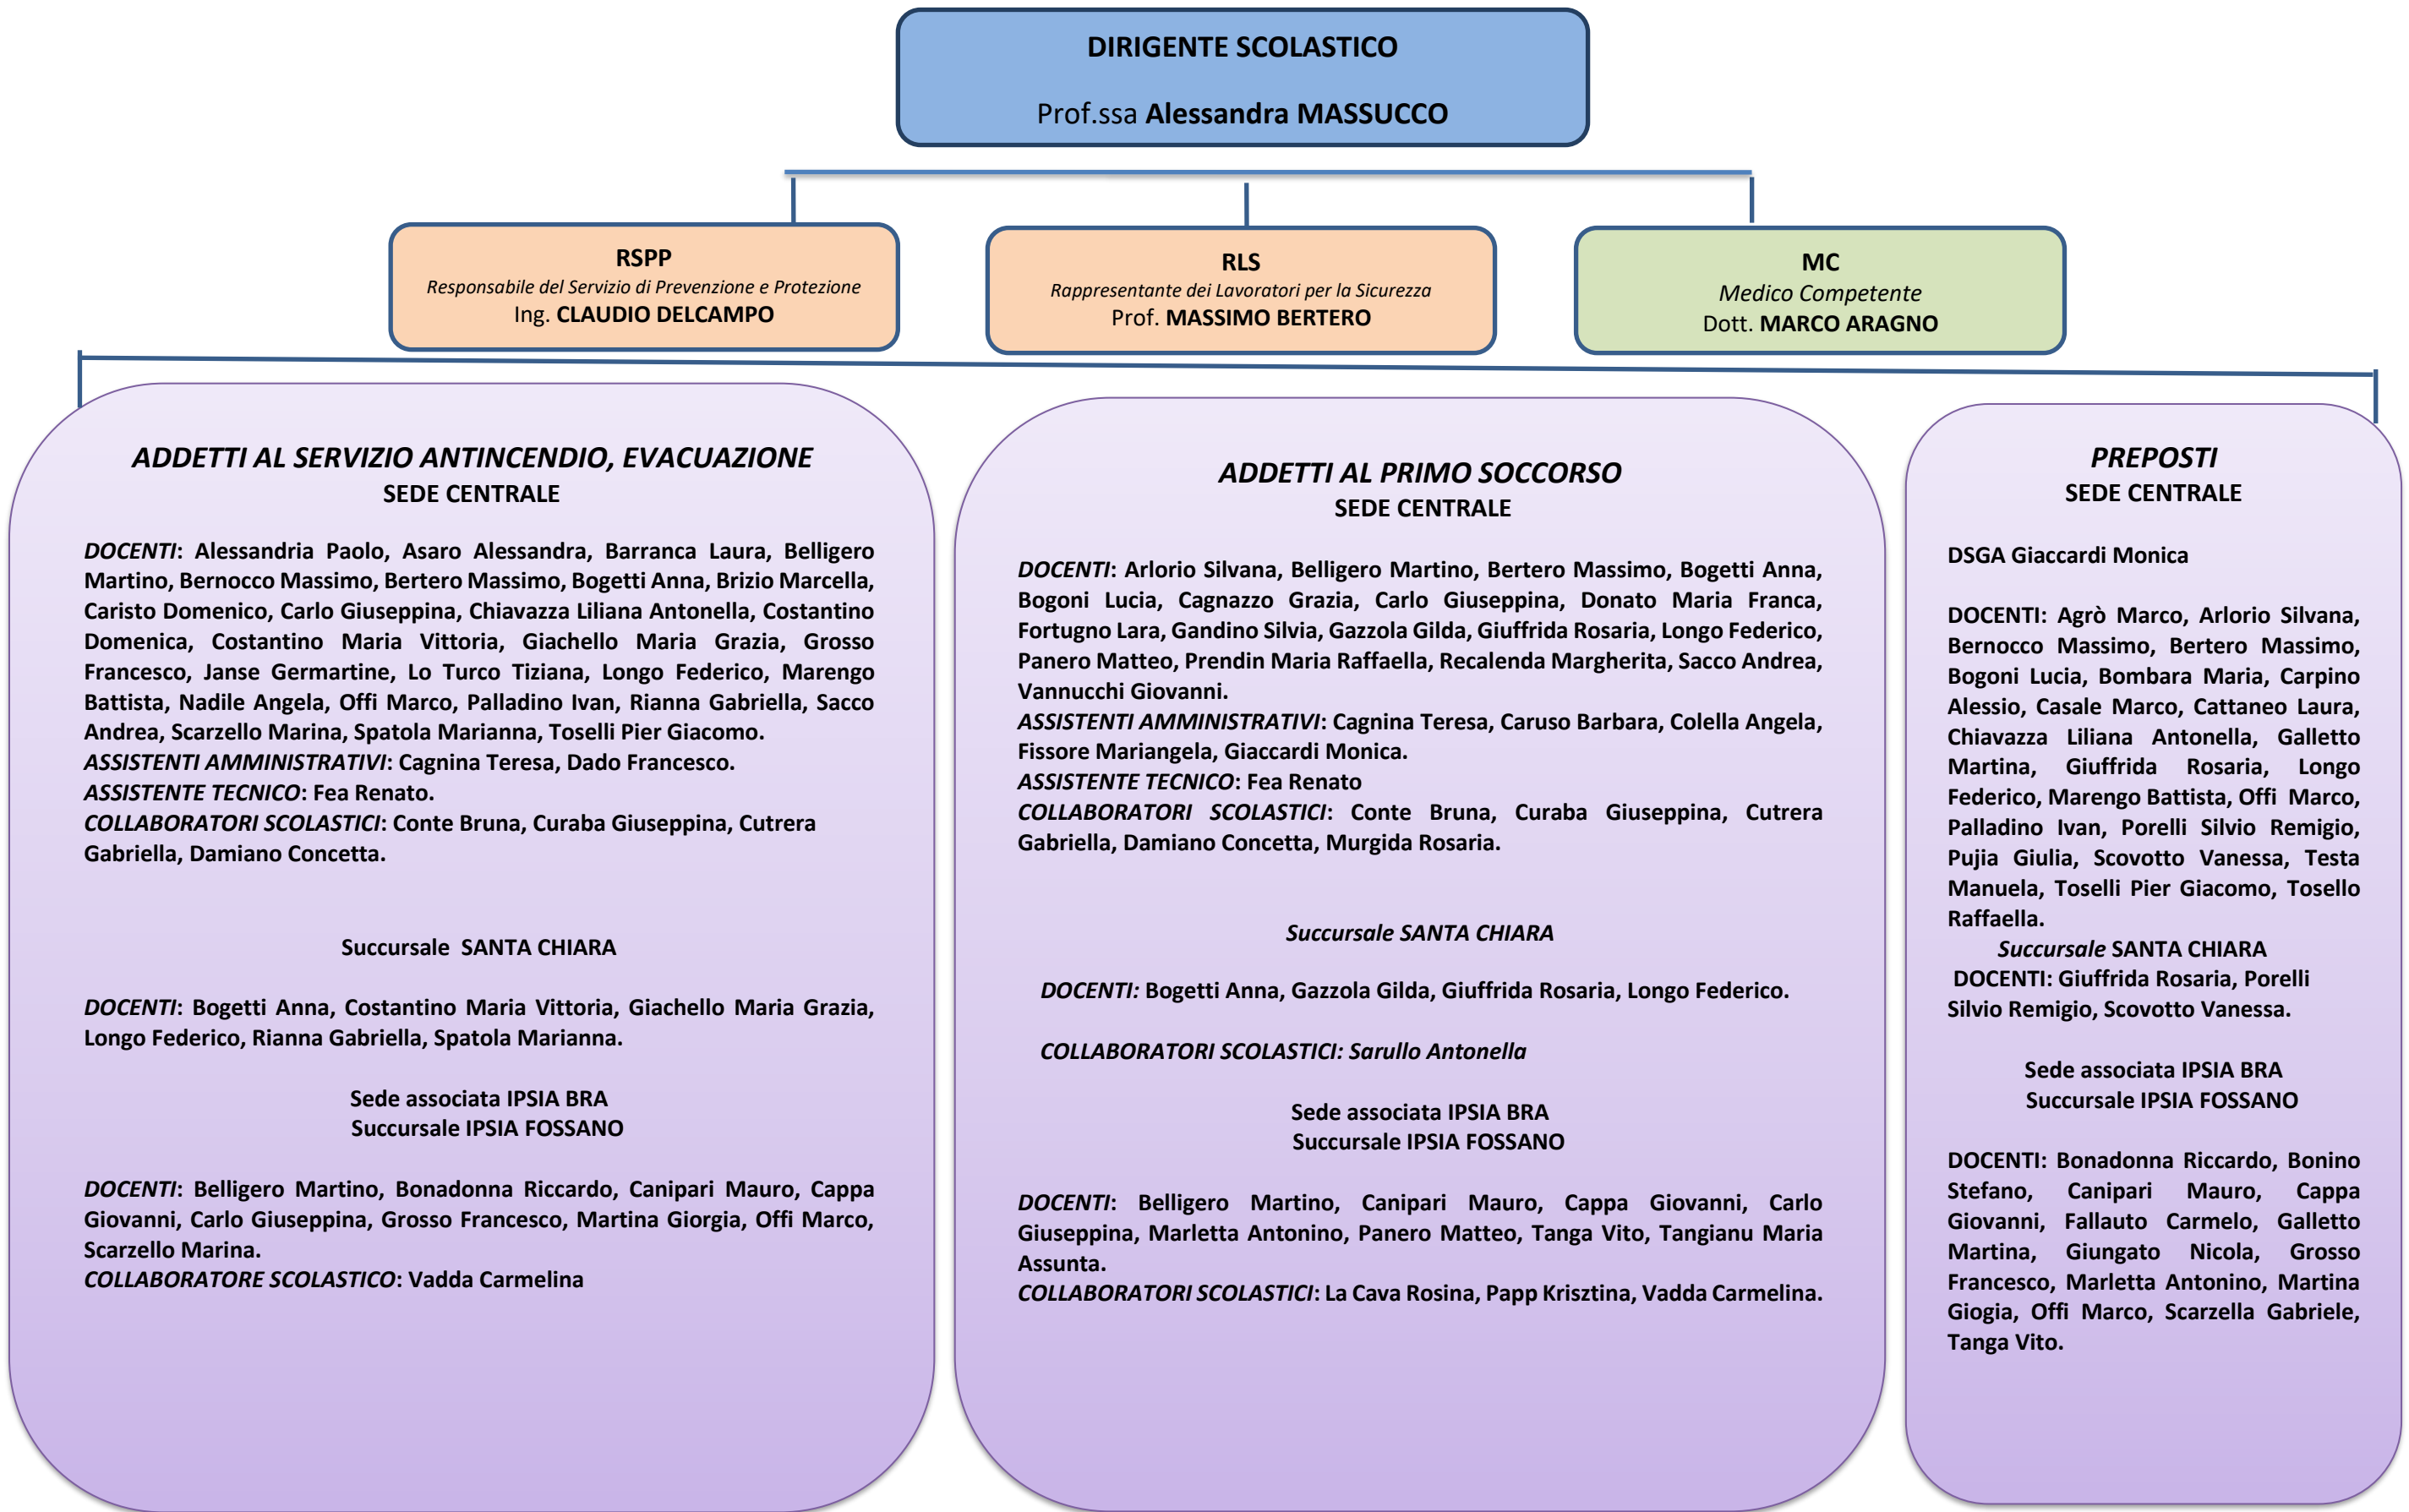 DIRIGENTE SCOLASTICO
Prof.ssa Alessandra MASSUCCO
RSPP
Responsabile del Servizio di Prevenzione e Protezione
Ing. CLAUDIO DELCAMPO
RLS
Rappresentante dei Lavoratori per la Sicurezza
Prof. MASSIMO BERTERO
MC
Medico Competente
Dott. MARCO ARAGNO
ADDETTI AL SERVIZIO ANTINCENDIO, EVACUAZIONE
SEDE CENTRALE
DOCENTI: Alessandria Paolo, Asaro Alessandra, Barranca Laura, Belligero
Martino, Bernocco Massimo, Bertero Massimo, Bogetti Anna, Brizio Marcella,
Caristo Domenico, Carlo Giuseppina, Chiavazza Liliana Antonella, Costantino
Domenica, Costantino Maria Vittoria, Giachello Maria Grazia, Grosso
Francesco, Janse Germartine, Lo Turco Tiziana, Longo Federico, Marengo
Battista, Nadile Angela, Offi Marco, Palladino Ivan, Rianna Gabriella, Sacco
Andrea, Scarzello Marina, Spatola Marianna, Toselli Pier Giacomo.
ASSISTENTI AMMINISTRATIVI: Cagnina Teresa, Dado Francesco.
ASSISTENTE TECNICO: Fea Renato.
COLLABORATORI SCOLASTICI: Conte Bruna, Curaba Giuseppina, Cutrera
Gabriella, Damiano Concetta.
Succursale SANTA CHIARA
DOCENTI: Bogetti Anna, Costantino Maria Vittoria, Giachello Maria Grazia,
Longo Federico, Rianna Gabriella, Spatola Marianna.
Sede associata IPSIA BRA
Succursale IPSIA FOSSANO
DOCENTI: Belligero Martino, Bonadonna Riccardo, Canipari Mauro, Cappa
Giovanni, Carlo Giuseppina, Grosso Francesco, Martina Giorgia, Offi Marco,
Scarzello Marina.
COLLABORATORE SCOLASTICO: Vadda Carmelina
ADDETTI AL PRIMO SOCCORSO
SEDE CENTRALE
DOCENTI: Arlorio Silvana, Belligero Martino, Bertero Massimo, Bogetti Anna,
Bogoni Lucia, Cagnazzo Grazia, Carlo Giuseppina, Donato Maria Franca,
Fortugno Lara, Gandino Silvia, Gazzola Gilda, Giuffrida Rosaria, Longo Federico,
Panero Matteo, Prendin Maria Raffaella, Recalenda Margherita, Sacco Andrea,
Vannucchi Giovanni.
ASSISTENTI AMMINISTRATIVI: Cagnina Teresa, Caruso Barbara, Colella Angela,
Fissore Mariangela, Giaccardi Monica.
ASSISTENTE TECNICO: Fea Renato
COLLABORATORI SCOLASTICI: Conte Bruna, Curaba Giuseppina, Cutrera
Gabriella, Damiano Concetta, Murgida Rosaria.
Succursale SANTA CHIARA
DOCENTI: Bogetti Anna, Gazzola Gilda, Giuffrida Rosaria, Longo Federico.
COLLABORATORI SCOLASTICI: Sarullo Antonella
Sede associata IPSIA BRA
Succursale IPSIA FOSSANO
DOCENTI: Belligero Martino, Canipari Mauro, Cappa Giovanni, Carlo
Giuseppina, Marletta Antonino, Panero Matteo, Tanga Vito, Tangianu Maria
Assunta.
COLLABORATORI SCOLASTICI: La Cava Rosina, Papp Krisztina, Vadda Carmelina.
PREPOSTI
SEDE CENTRALE
DSGA Giaccardi Monica
DOCENTI: Agrò Marco, Arlorio Silvana,
Bernocco Massimo, Bertero Massimo,
Bogoni Lucia, Bombara Maria, Carpino
Alessio, Casale Marco, Cattaneo Laura,
Chiavazza Liliana Antonella, Galletto
Martina, Giuffrida Rosaria, Longo
Federico, Marengo Battista, Offi Marco,
Palladino Ivan, Porelli Silvio Remigio,
Pujia Giulia, Scovotto Vanessa, Testa
Manuela, Toselli Pier Giacomo, Tosello
Raffaella.
Succursale SANTA CHIARA
DOCENTI: Giuffrida Rosaria, Porelli
Silvio Remigio, Scovotto Vanessa.
Sede associata IPSIA BRA
Succursale IPSIA FOSSANO
DOCENTI: Bonadonna Riccardo, Bonino
Stefano, Canipari Mauro, Cappa
Giovanni, Fallauto Carmelo, Galletto
Martina, Giungato Nicola, Grosso
Francesco, Marletta Antonino, Martina
Giogia, Offi Marco, Scarzella Gabriele,
Tanga Vito.